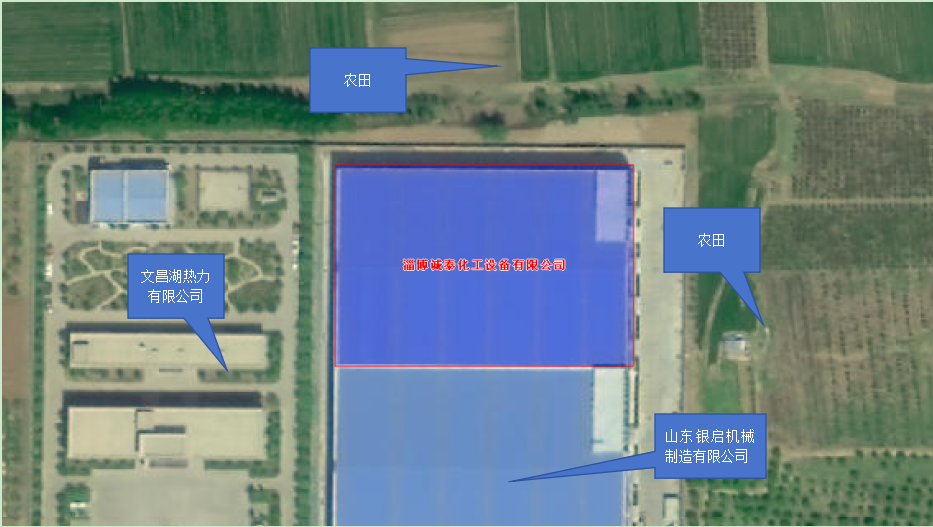 农田
农田
淄博诚奉化工设备有限公司
文昌湖热力
有限公司
山东银启机械
制造有限公司